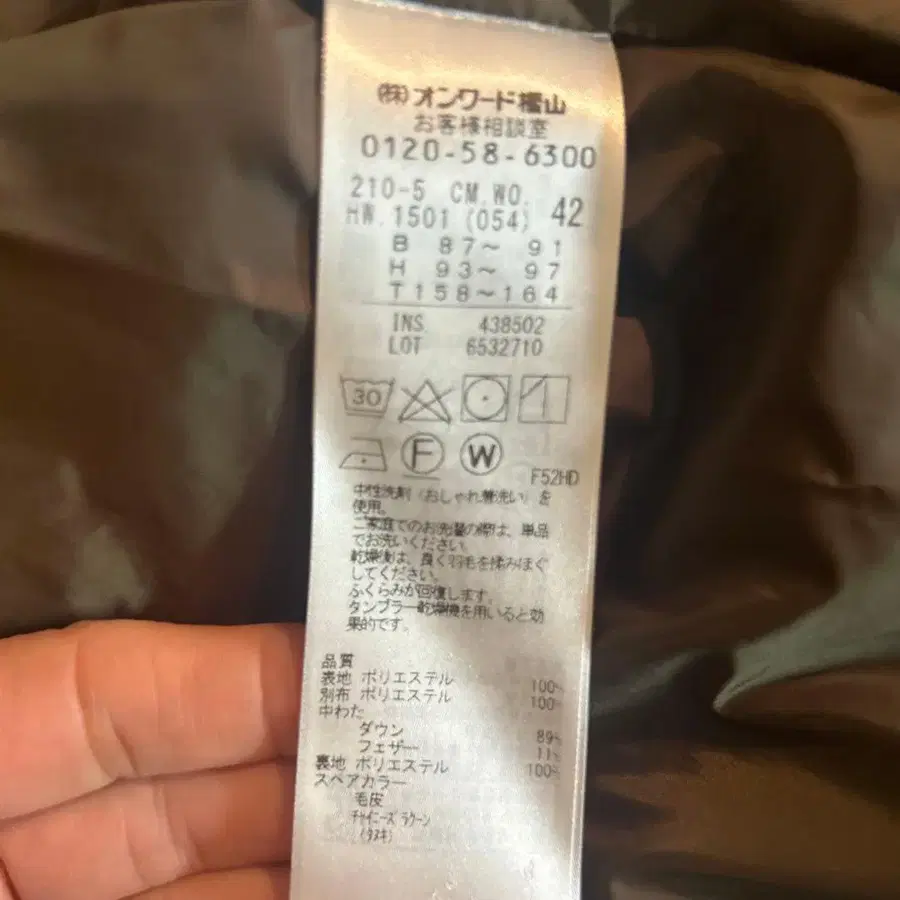 (株)オンワード樫山
お客様相談室
0120-58-6300
210-5 CM.WO.
HW.1501 (054) 42
B 87～ 91
H 93～ 97
T158～164
INS 438502
LOT 6532710
30
F W
F52HD
中性洗剤（おしゃれ着洗い）を
使用。
ご家庭でのお洗濯の際は、単品
でお洗いください。
乾燥後は、良く羽毛を揉みほぐ
してください。
ふくらみが回復します。
タンブラー乾燥機を用いると効
果的です。
品質
表地 ポリエステル 100%
別布 ポリエステル 100%
中わた
ダウン 89%
フェザー 11%
裏地 ポリエステル 100%
スペアカラー
毛皮
チャイニーズ ラクーン
(タヌキ)